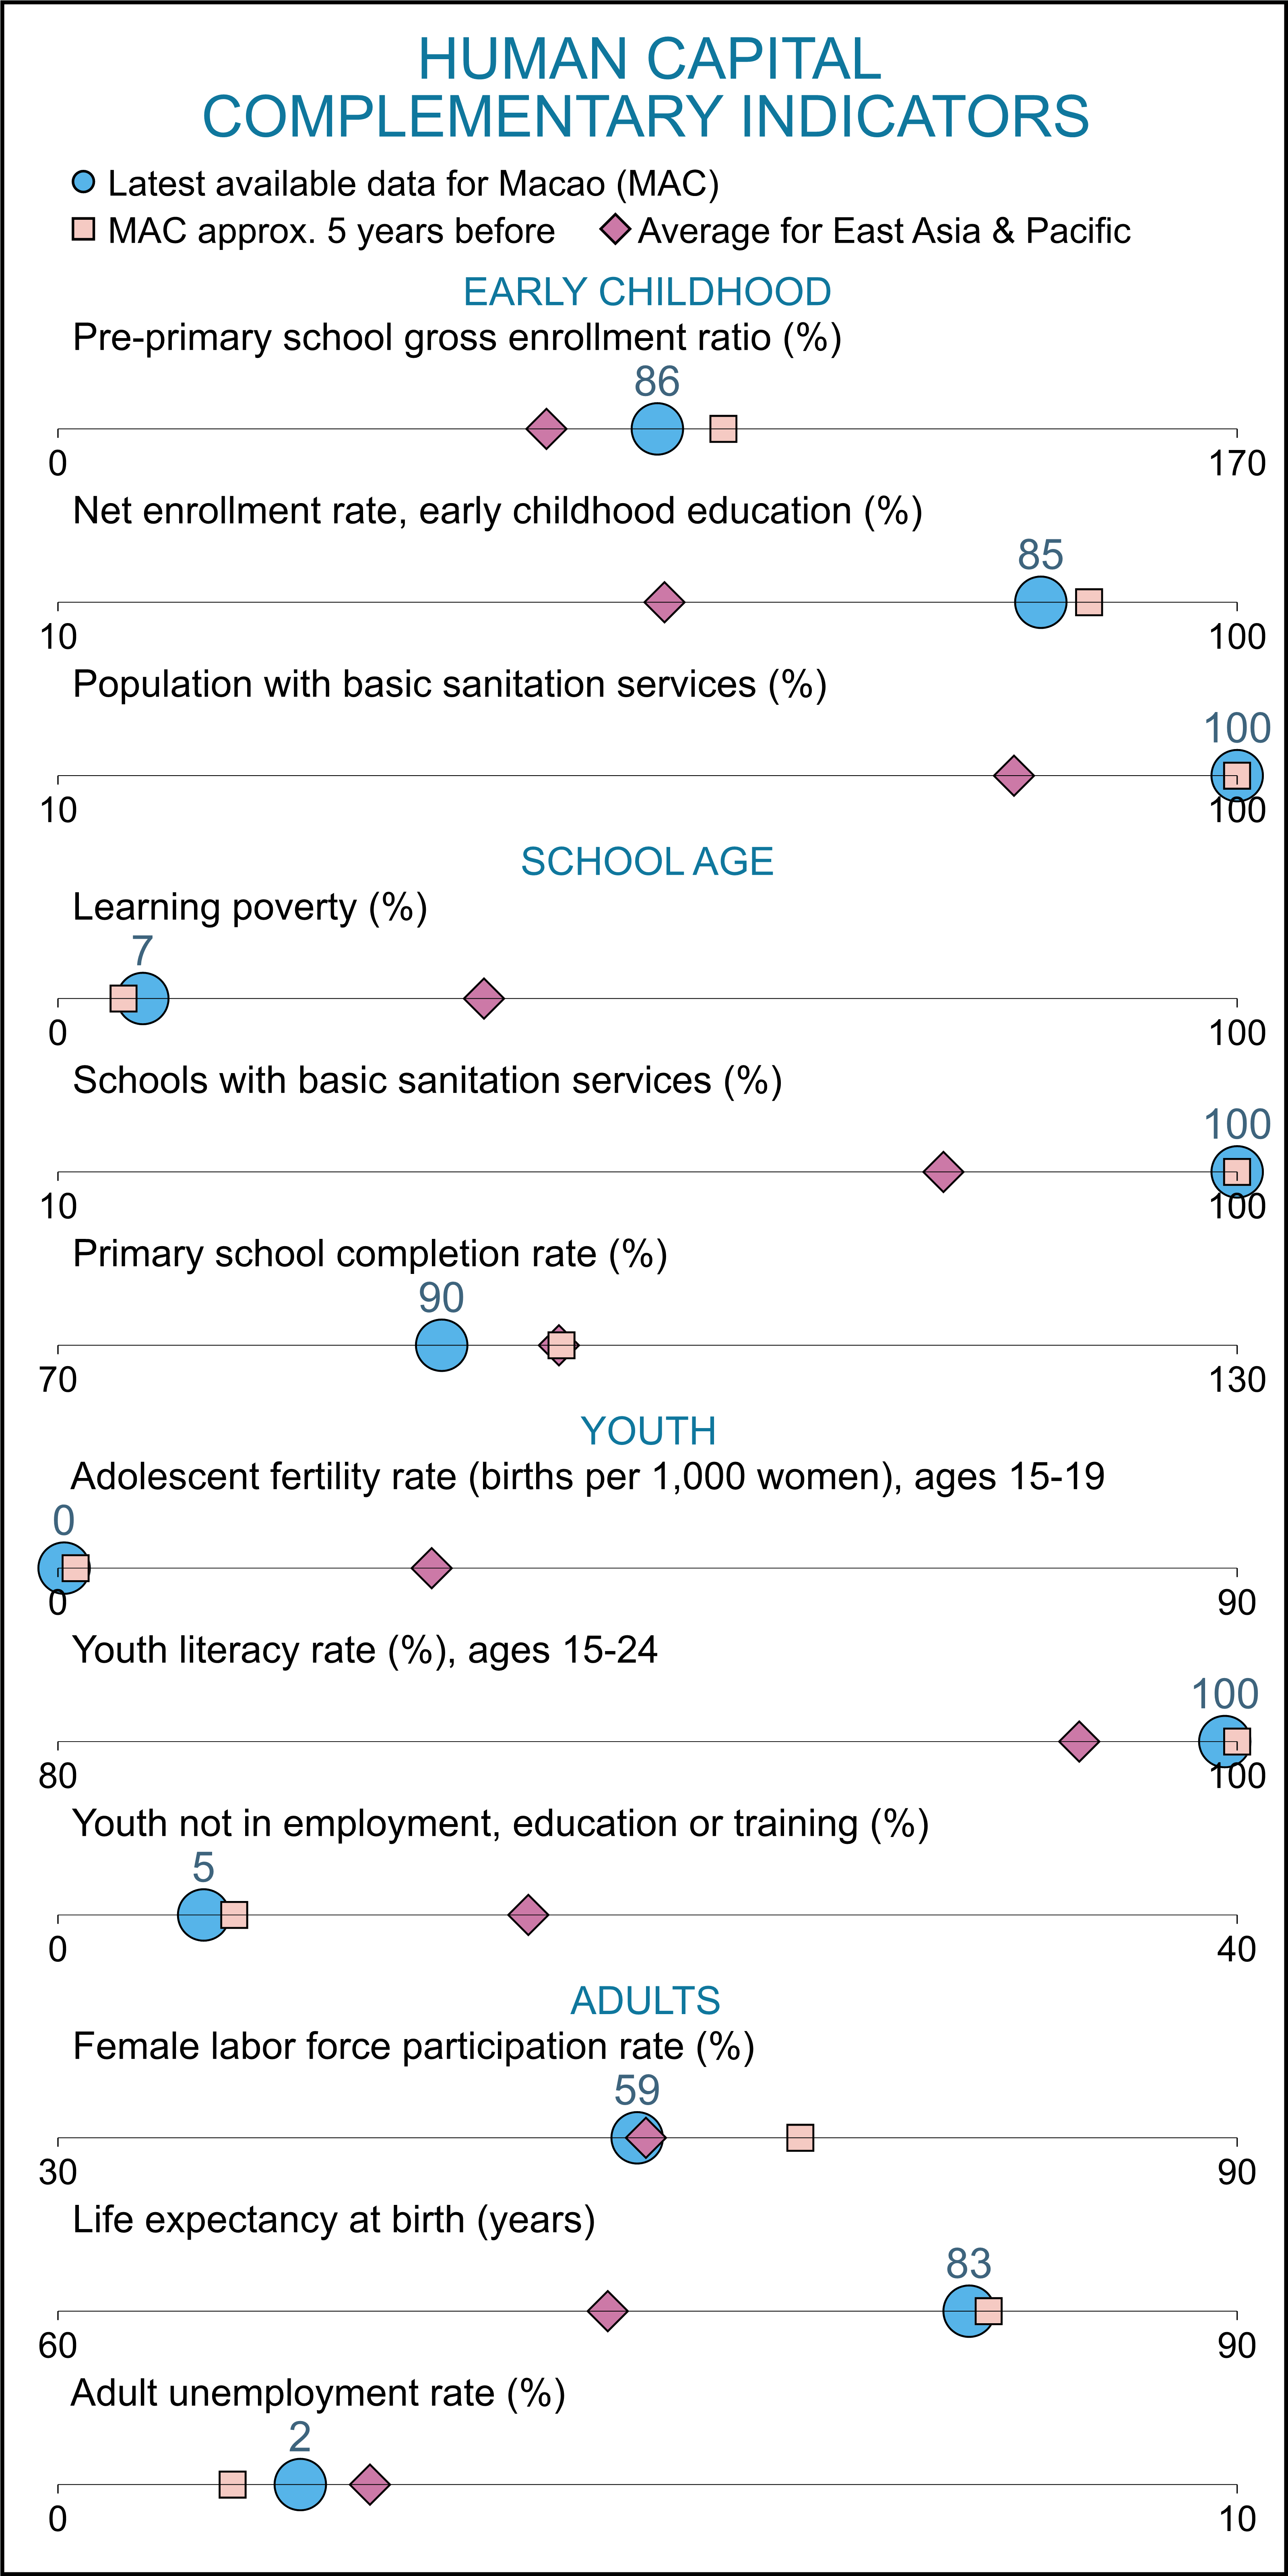 HUMAN CAPITAL
COMPLEMENTARY INDICATORS
Latest available data for Macao (MAC)
MAC approx. 5 years before Average for East Asia & Pacific
EARLY CHILDHOOD
Pre-primary school gross enrollment ratio (%)
86
0 170
Net enrollment rate, early childhood education (%)
85
10 100
Population with basic sanitation services (%)
100
10 100
SCHOOL AGE
Learning poverty (%)
7
0 100
Schools with basic sanitation services (%)
100
10 100
Primary school completion rate (%)
90
70 130
YOUTH
Adolescent fertility rate (births per 1,000 women), ages 15-19
0
0 90
Youth literacy rate (%), ages 15-24
100
80 100
Youth not in employment, education or training (%)
5
0 40
ADULTS
Female labor force participation rate (%)
59
30 90
Life expectancy at birth (years)
83
60 90
Adult unemployment rate (%)
2
0 10